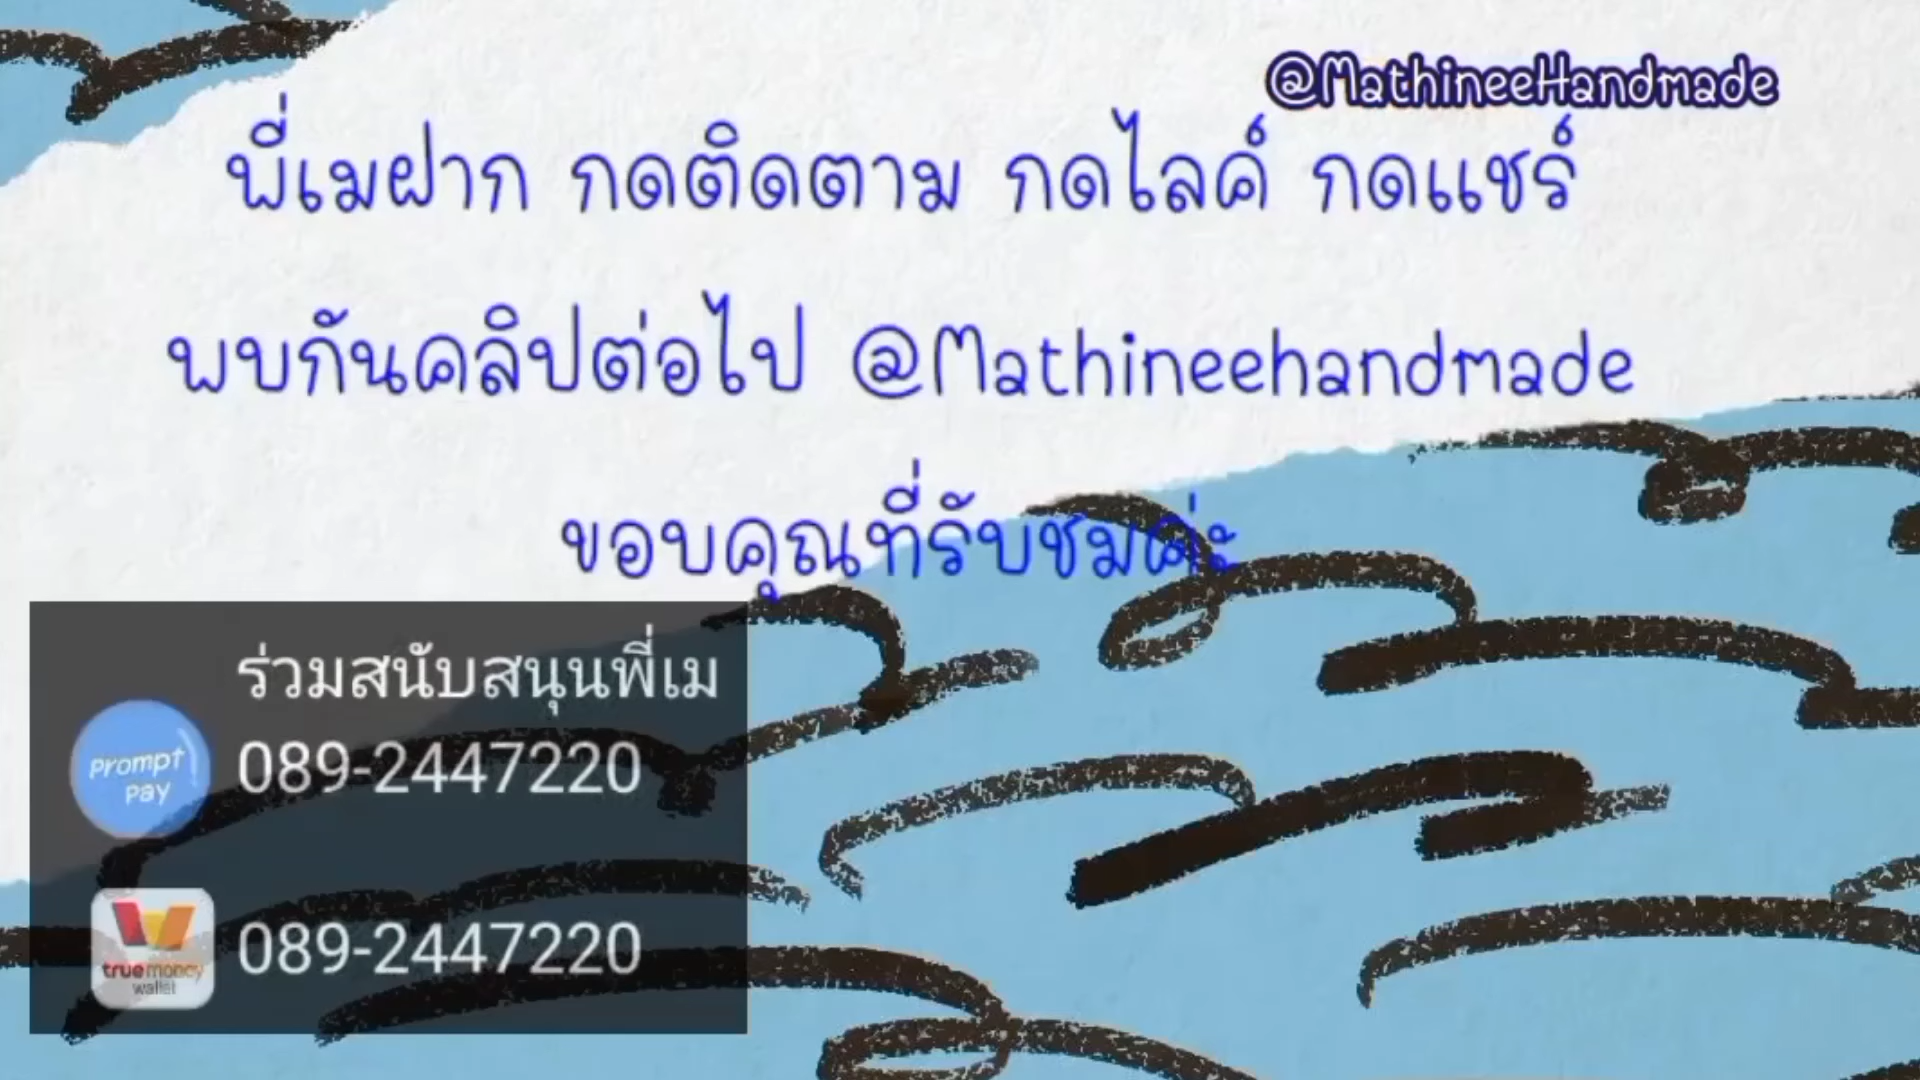 @MathineeHandmade
พี่เมฝาก กดติดตาม กดไลค์ กดแชร์
พบกันคลิปต่อไป @Mathineehandmade
ขอบคุณที่รับชมค่ะ
ร่วมสนับสนุนพี่เม
prompt pay
089-2447220
truemoney wallet
089-2447220